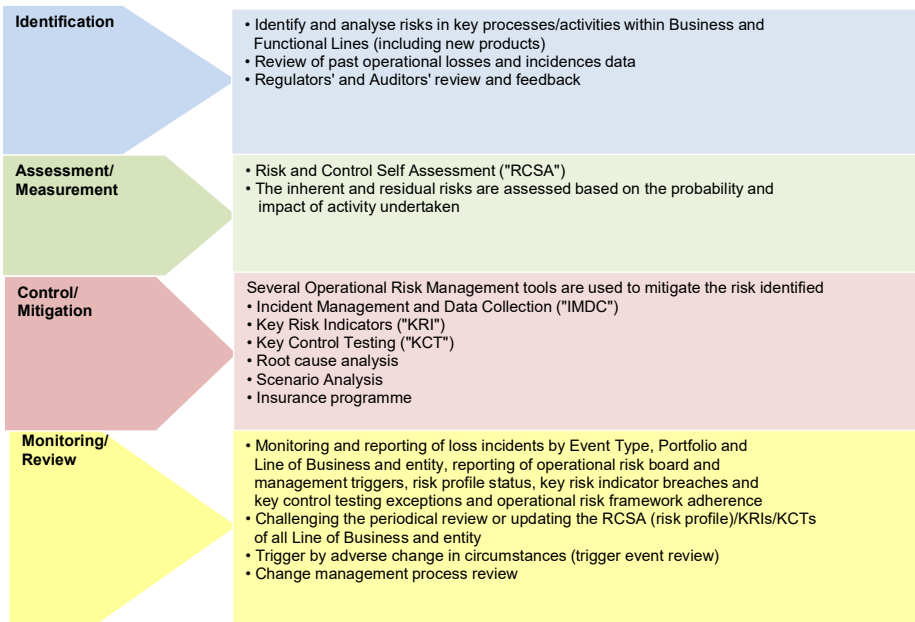 Identification
• Identify and analyse risks in key processes/activities within Business and
Functional Lines (including new products)
• Review of past operational losses and incidences data
• Regulators' and Auditors' review and feedback
Assessment/
Measurement
• Risk and Control Self Assessment ("RCSA")
• The inherent and residual risks are assessed based on the probability and
impact of activity undertaken
Control/
Mitigation
Several Operational Risk Management tools are used to mitigate the risk identified
• Incident Management and Data Collection ("IMDC")
• Key Risk Indicators ("KRI")
• Key Control Testing ("KCT")
• Root cause analysis
• Scenario Analysis
• Insurance programme
Monitoring/
Review
• Monitoring and reporting of loss incidents by Event Type, Portfolio and
Line of Business and entity, reporting of operational risk board and
management triggers, risk profile status, key risk indicator breaches and
key control testing exceptions and operational risk framework adherence
• Challenging the periodical review or updating the RCSA (risk profile)/KRIs/KCTs
of all Line of Business and entity
• Trigger by adverse change in circumstances (trigger event review)
• Change management process review